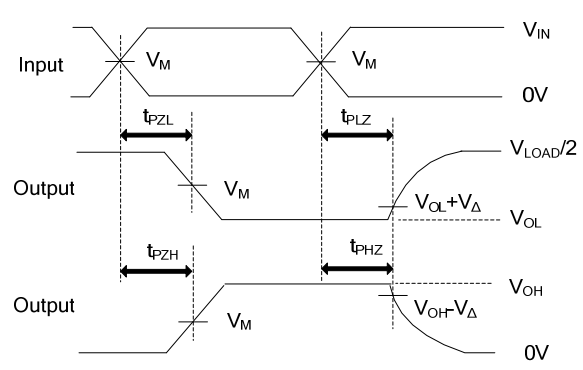 V_IN
Input V_M V_M
0V
t_PZL t_PLZ
V_LOAD/2
Output V_M V_OL+V_Δ
V_OL
t_PZH t_PHZ
V_OH
Output V_M V_OH-V_Δ
0V